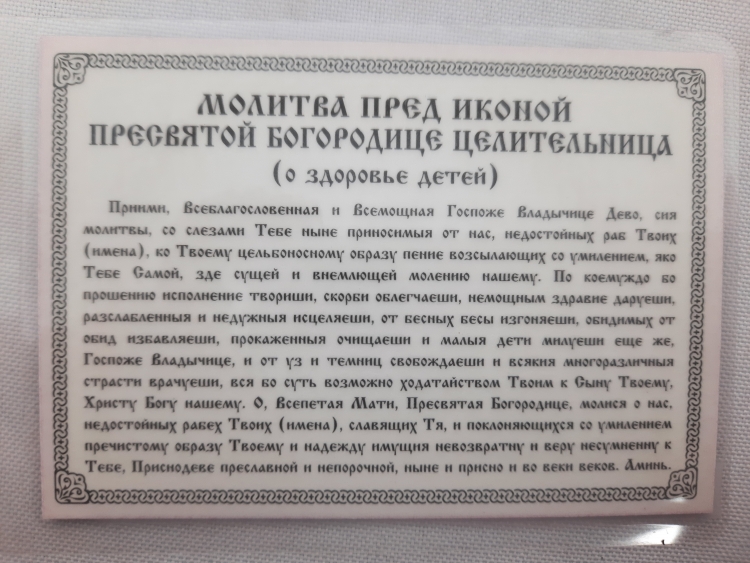 МОЛИТВА ПРЕД ИКОНОЙ
ПРЕСВЯТОЙ БОГОРОДИЦЕ ЦЕЛИТЕЛЬНИЦА
(о здоровье детей)
Приими, Всеблагословенная и Всемощная Госпоже Владычице Дево, сия
молитвы, со слезами Тебе ныне приносимыя от нас, недостойных раб Твоих
(имена), ко Твоему цельбоносному образу пение возсылающих со умилением, яко
Тебе Самой, зде сущей и внемлющей молению нашему. По коемуждо бо
прошению исполнение твориши, скорби облегчаеши, немощным здравие даруеши,
разслабленныя и недужныя исцеляеши, от бесных бесы изгоняеши, обидимых от
обид избавляеши, прокаженныя очищаеши и малыя дети милуеши еще же,
Госпоже Владычице, и от уз и темниц свобождаеши и всякия многоразличныя
страсти врачуеши, вся бо суть возможно ходатайством Твоим к Сыну Твоему,
Христу Богу нашему. О, Всепетая Мати, Пресвятая Богородице, молися о нас,
недостойных рабех Твоих (имена), славящих Тя, и поклоняющихся со умилением
пречистому образу Твоему и надежду имущия невозвратну и веру несумненну к
Тебе, Приснодеве преславной и непорочной, ныне и присно и во веки веков. Аминь.